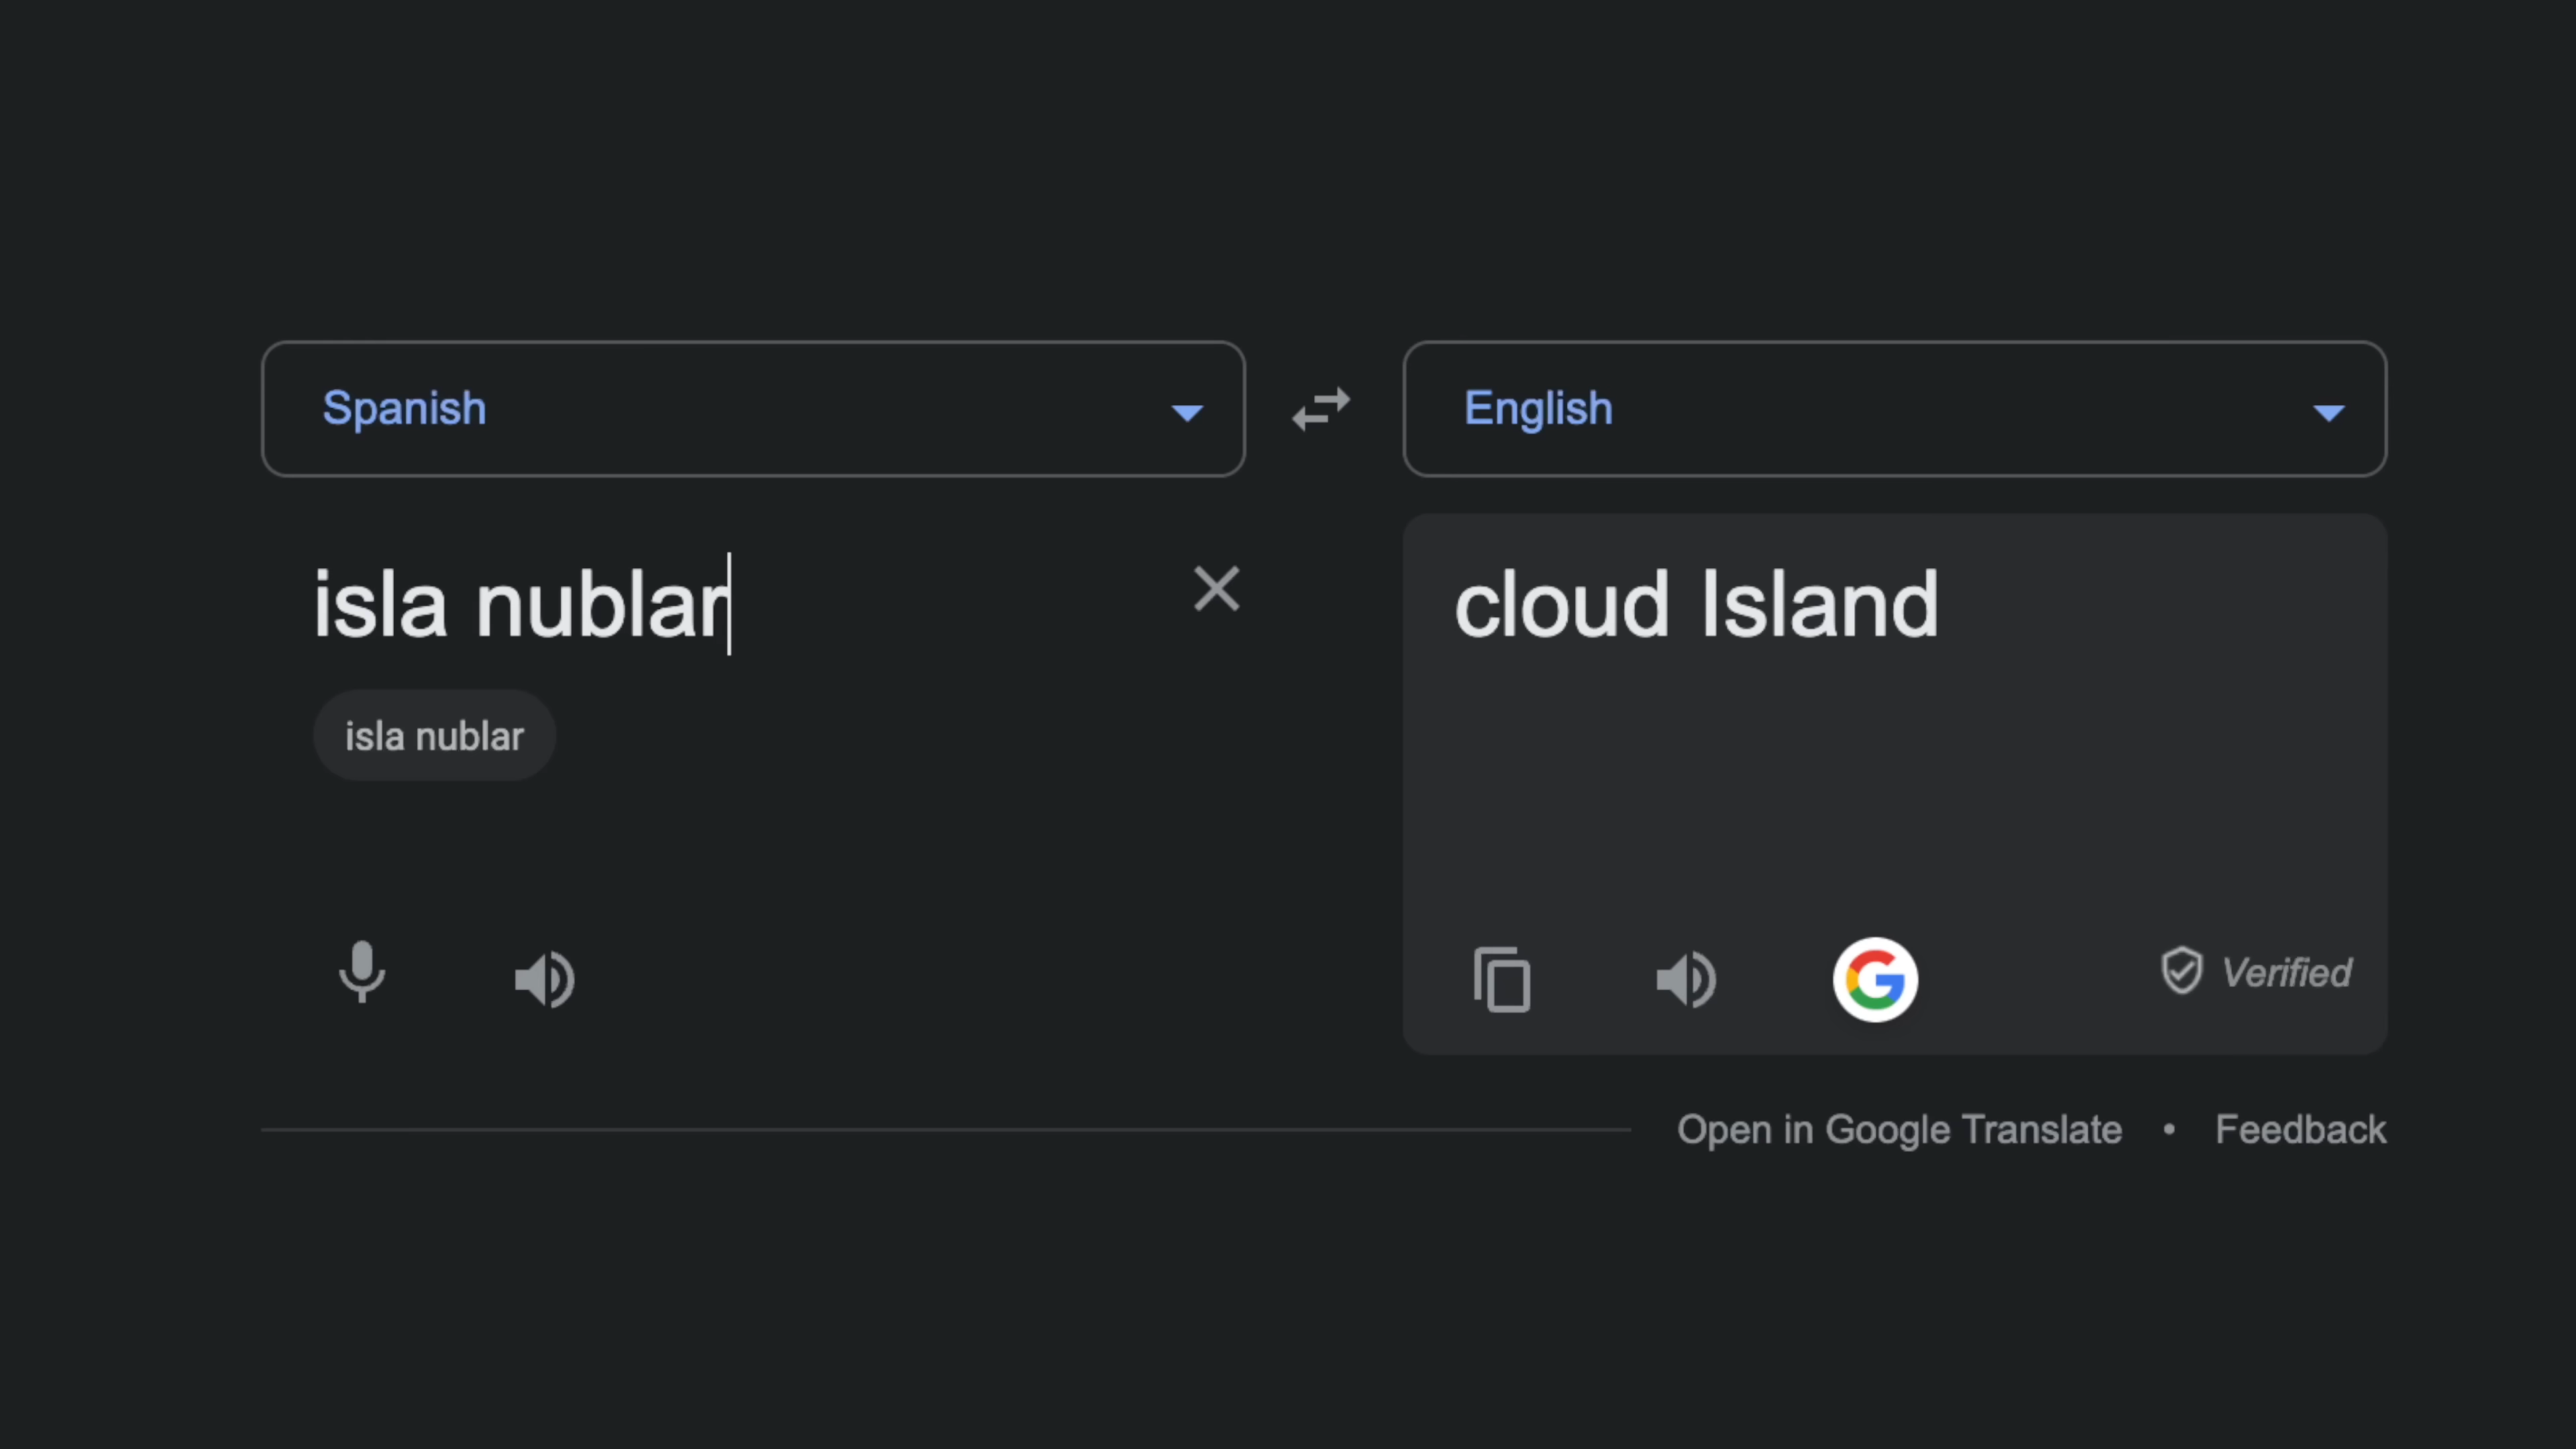 Spanish
English
isla nublar
cloud Island
isla nublar
Verified
Open in Google Translate • Feedback